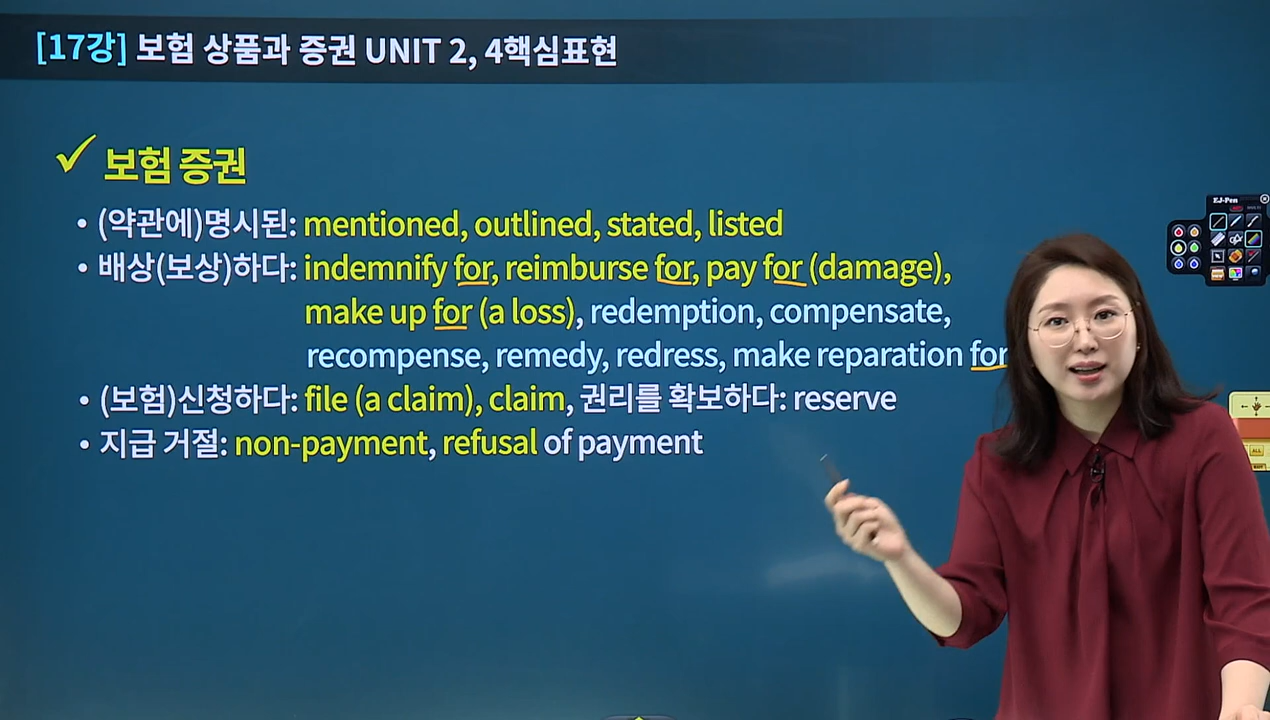 [17강] 보험 상품과 증권 UNIT 2, 4핵심표현
✓ 보험 증권
• (약관에)명시된: mentioned, outlined, stated, listed
• 배상(보상)하다: indemnify for, reimburse for, pay for (damage),
make up for (a loss), redemption, compensate,
recompense, remedy, redress, make reparation for
• (보험)신청하다: file (a claim), claim, 권리를 확보하다: reserve
• 지급 거절: non-payment, refusal of payment
EJ-Pen
ALL